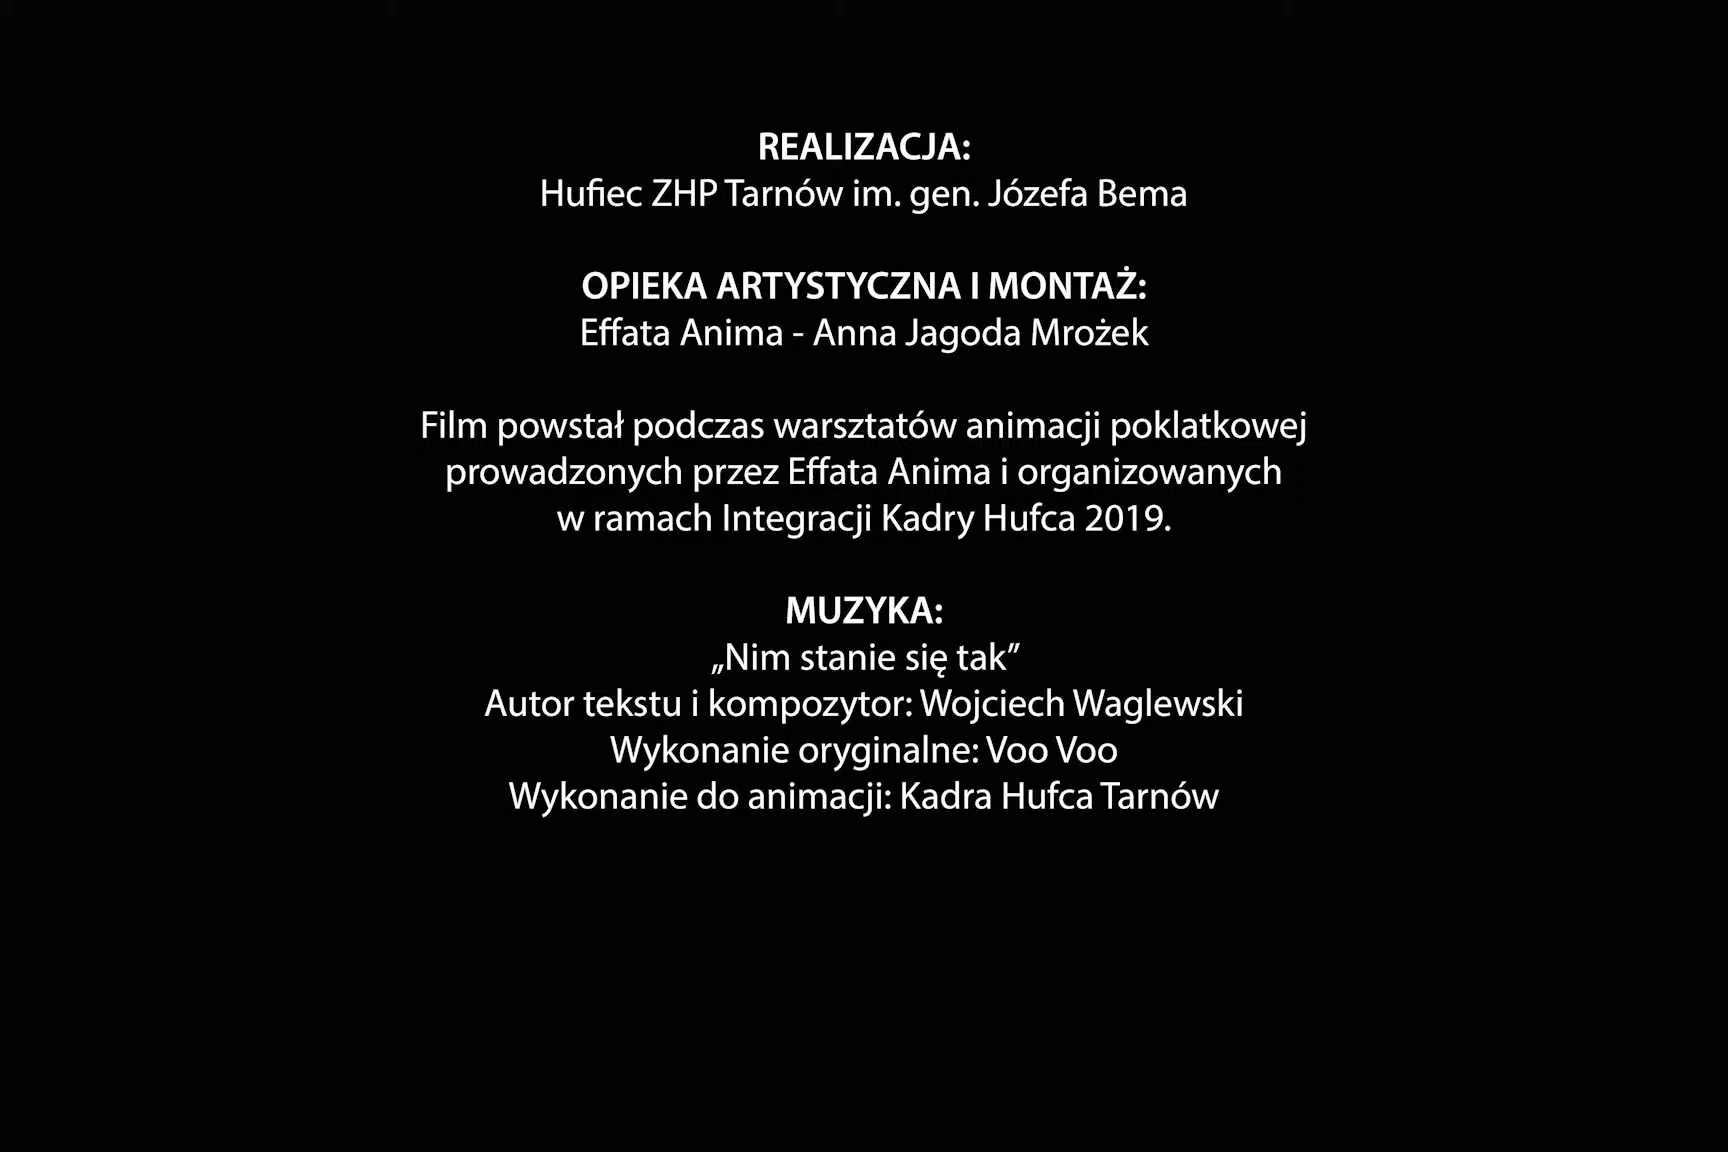 REALIZACJA:
Hufiec ZHP Tarnów im. gen. Józefa Bema
OPIEKA ARTYSTYCZNA I MONTAŻ:
Effata Anima - Anna Jagoda Mrożek
Film powstał podczas warsztatów animacji poklatkowej
prowadzonych przez Effata Anima i organizowanych
w ramach Integracji Kadry Hufca 2019.
MUZYKA:
„Nim stanie się tak”
Autor tekstu i kompozytor: Wojciech Waglewski
Wykonanie oryginalne: Voo Voo
Wykonanie do animacji: Kadra Hufca Tarnów